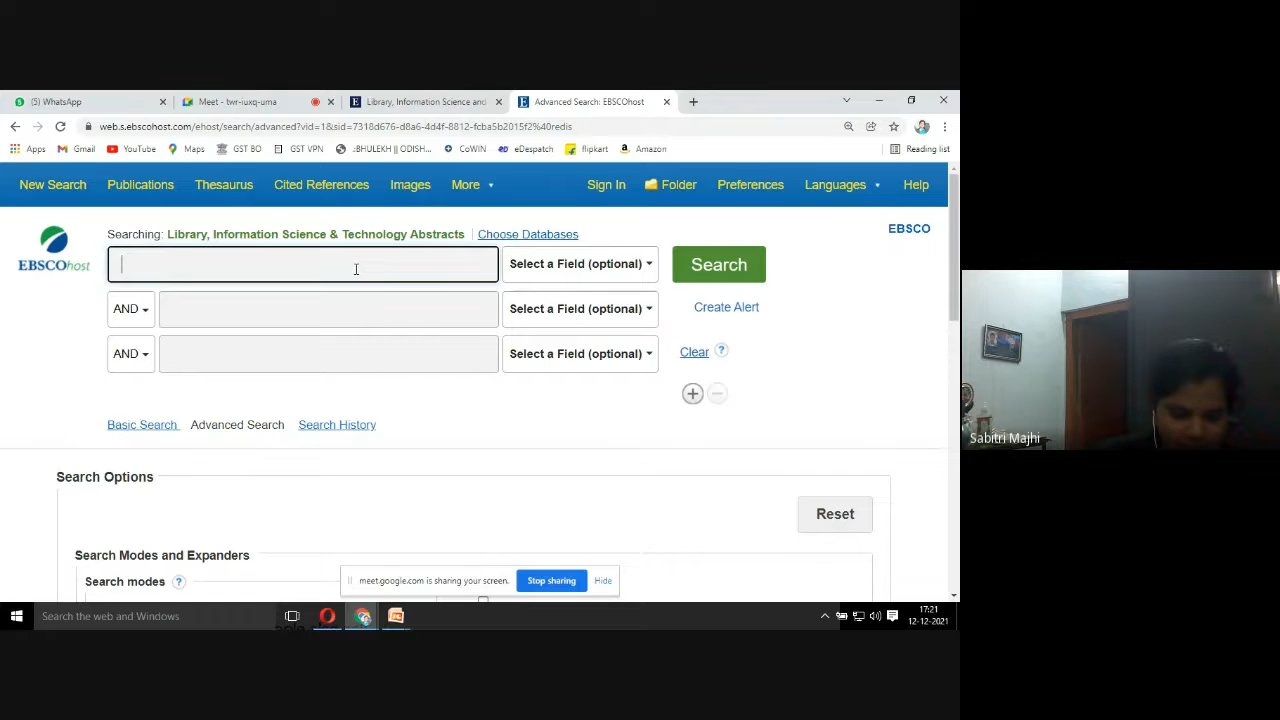 (5) WhatsApp
Meet - twr-iuxq-uma
Library, Information Science and
Advanced Search: EBSCOhost
web.s.ebscohost.com/ehost/search/advanced?vid=1&sid=7318d676-d8a6-4d4f-8812-fcba5b2015f2%40redis
Apps Gmail YouTube Maps GST BO GST VPN .:BHULEKH || ODISH... CoWIN eDespatch flipkart Amazon Reading list
New Search Publications Thesaurus Cited References Images More Sign In Folder Preferences Languages Help
Searching: Library, Information Science & Technology Abstracts Choose Databases
EBSCO
EBSCOhost
Select a Field (optional) Search
AND Select a Field (optional) Create Alert
AND Select a Field (optional) Clear ?
Basic Search Advanced Search Search History
Search Options
Reset
Search Modes and Expanders
Search modes ?
meet.google.com is sharing your screen. Stop sharing Hide
Search the web and Windows
17:21
12-12-2021
Sabitri Majhi